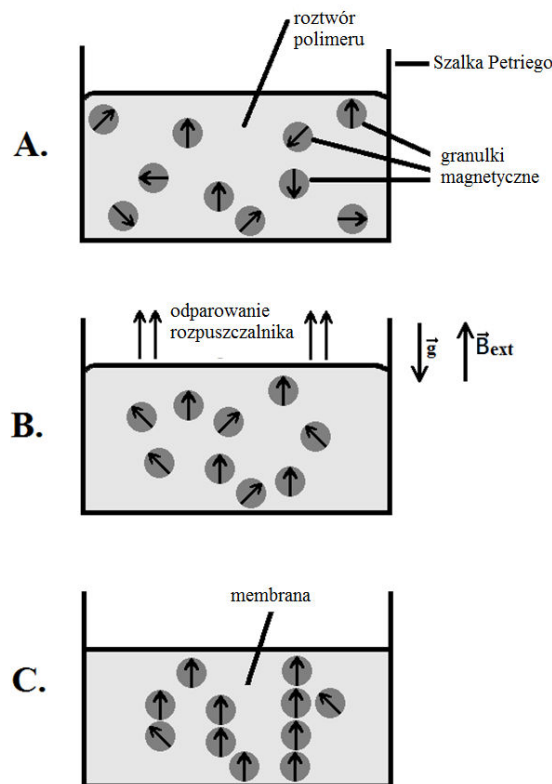 roztwór
polimeru
Szalka Petriego
A.
granulki
magnetyczne
odparowanie
rozpuszczalnika
g
B_ext
B.
membrana
C.